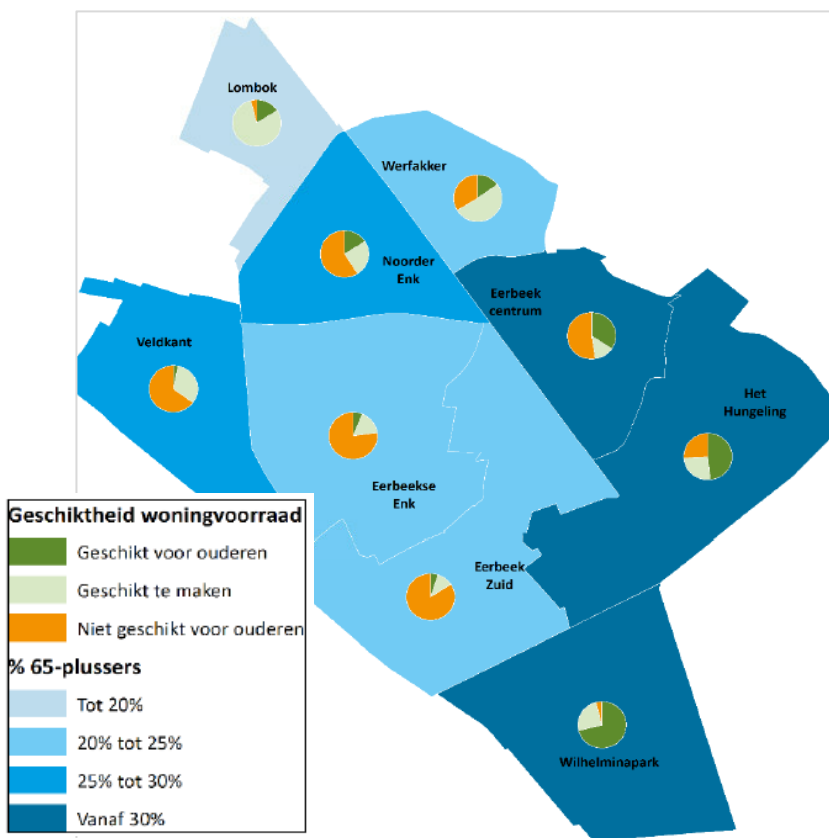 Lombok
Werfakker
Noorder
Enk
Eerbeek
centrum
Veldkant
Het
Hungeling
Eerbeekse
Enk
Eerbeek
Zuid
Wilhelminapark
Geschiktheid woningvoorraad
Geschikt voor ouderen
Geschikt te maken
Niet geschikt voor ouderen
% 65-plussers
Tot 20%
20% tot 25%
25% tot 30%
Vanaf 30%